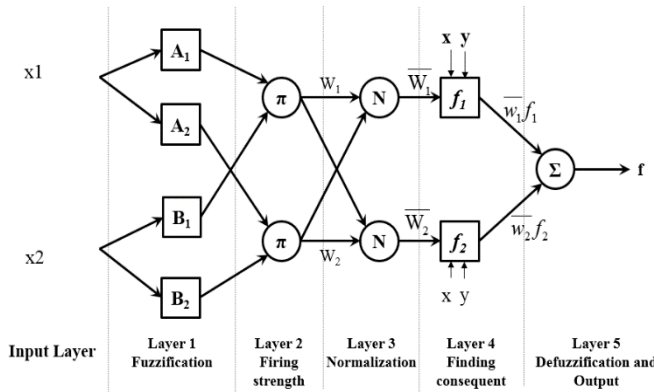 x1
A₁
A₂
B₁
B₂
x2
π
π
W₁
W₂
N
N
W̅₁
W̅₂
x y
f₁
f₂
x y
w̅₁f₁
w̅₂f₂
Σ
f
Input Layer
Layer 1
Fuzzification
Layer 2
Firing
strength
Layer 3
Normalization
Layer 4
Finding
consequent
Layer 5
Defuzzification and
Output